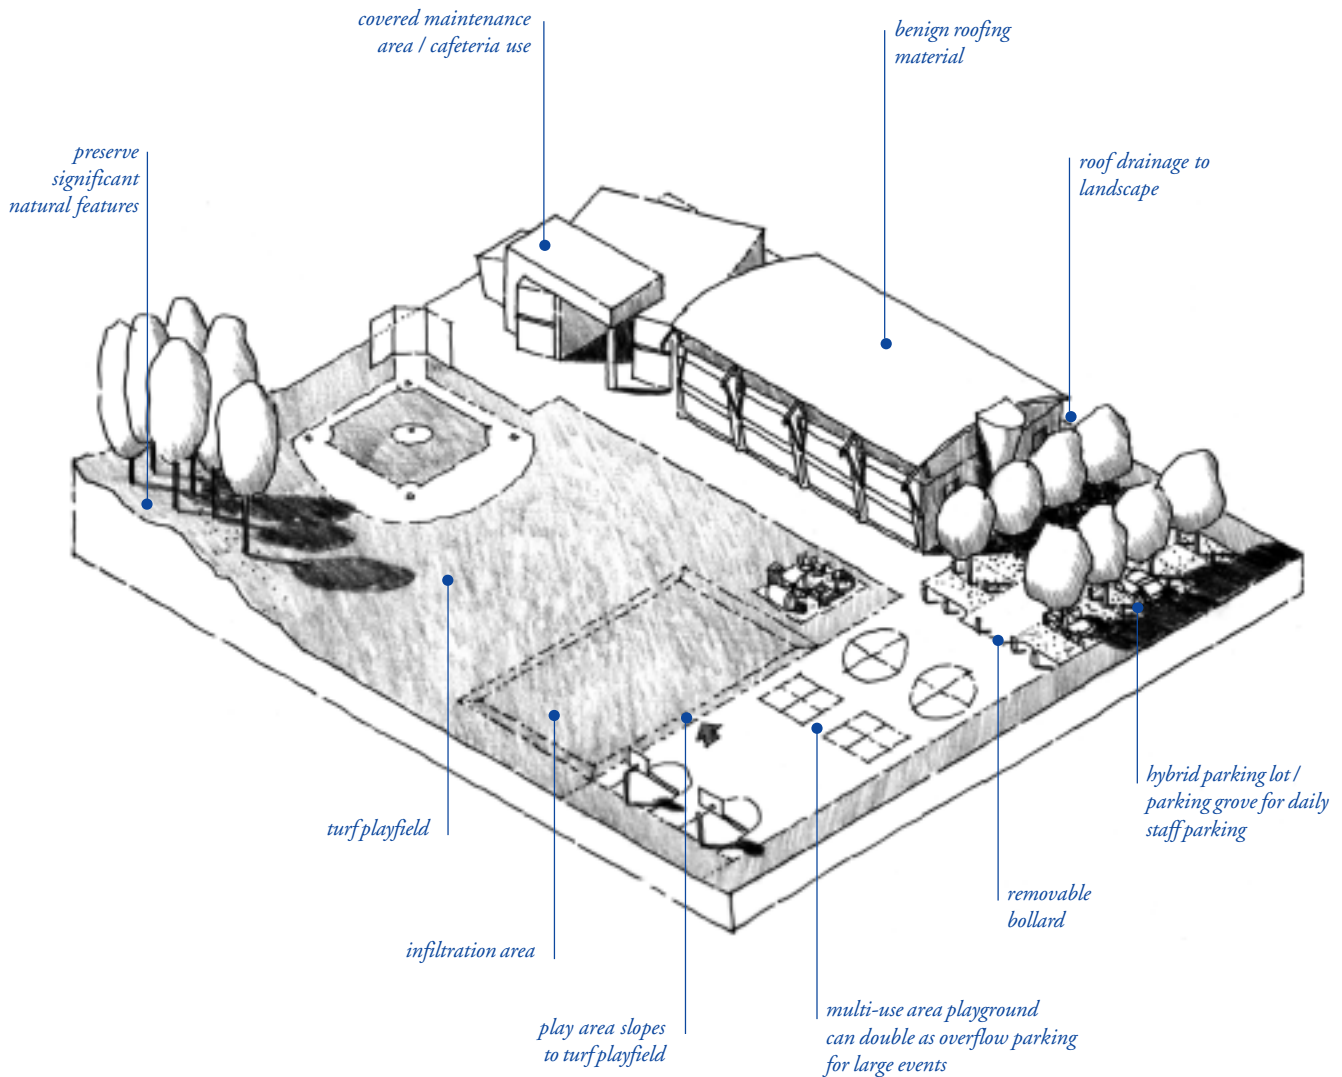 covered maintenance
area / cafeteria use
benign roofing
material
preserve
significant
natural features
roof drainage to
landscape
hybrid parking lot /
parking grove for daily
staff parking
turf playfield
removable
bollard
infiltration area
play area slopes
to turf playfield
multi-use area playground
can double as overflow parking
for large events